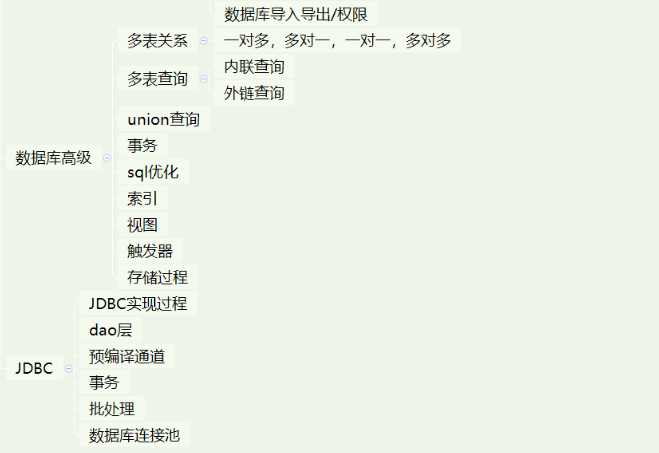 数据库导入导出/权限
多表关系
一对多，多对一，一对一，多对多
多表查询
内联查询
外链查询
union查询
事务
数据库高级
sql优化
索引
视图
触发器
存储过程
JDBC实现过程
dao层
预编译通道
JDBC
事务
批处理
数据库连接池